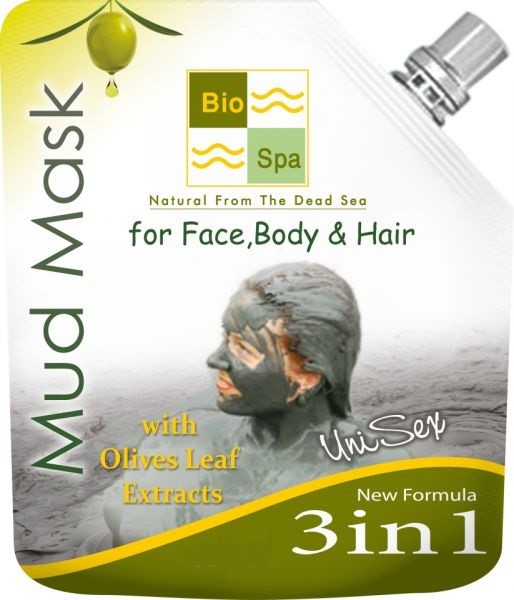 Mud Mask
Bio
Spa
Natural From The Dead Sea
for Face,Body & Hair
with
Olives Leaf
Extracts
UniSex
New Formula
3in1